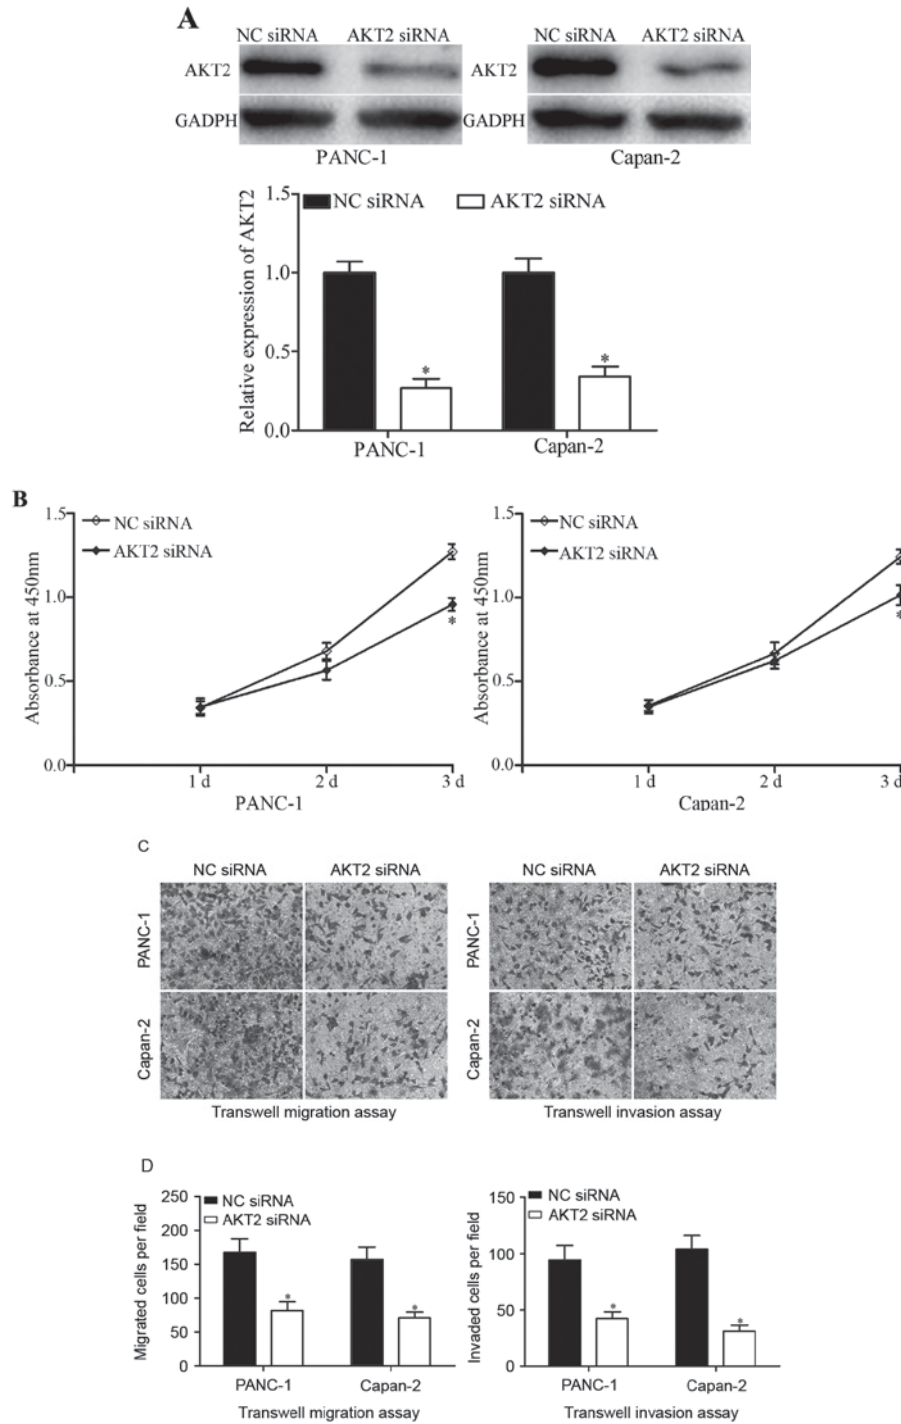 A
NC siRNA AKT2 siRNA NC siRNA AKT2 siRNA
AKT2 AKT2
GADPH GADPH
PANC-1 Capan-2
Relative expression of AKT2
1.5
1.0
0.5
0.0
NC siRNA AKT2 siRNA
* *
PANC-1 Capan-2
B
Absorbance at 450nm
1.5
1.0
0.5
0.0
NC siRNA
AKT2 siRNA
*
1 d 2 d 3 d
PANC-1
Absorbance at 450nm
1.5
1.0
0.5
0.0
NC siRNA
AKT2 siRNA
*
1 d 2 d 3 d
Capan-2
C
NC siRNA AKT2 siRNA NC siRNA AKT2 siRNA
PANC-1 PANC-1
Capan-2 Capan-2
Transwell migration assay Transwell invasion assay
D
Migrated cells per field
250
200
150
100
50
0
NC siRNA
AKT2 siRNA
* *
PANC-1 Capan-2
Transwell migration assay
Invaded cells per field
150
100
50
0
NC siRNA
AKT2 siRNA
* *
PANC-1 Capan-2
Transwell invasion assay